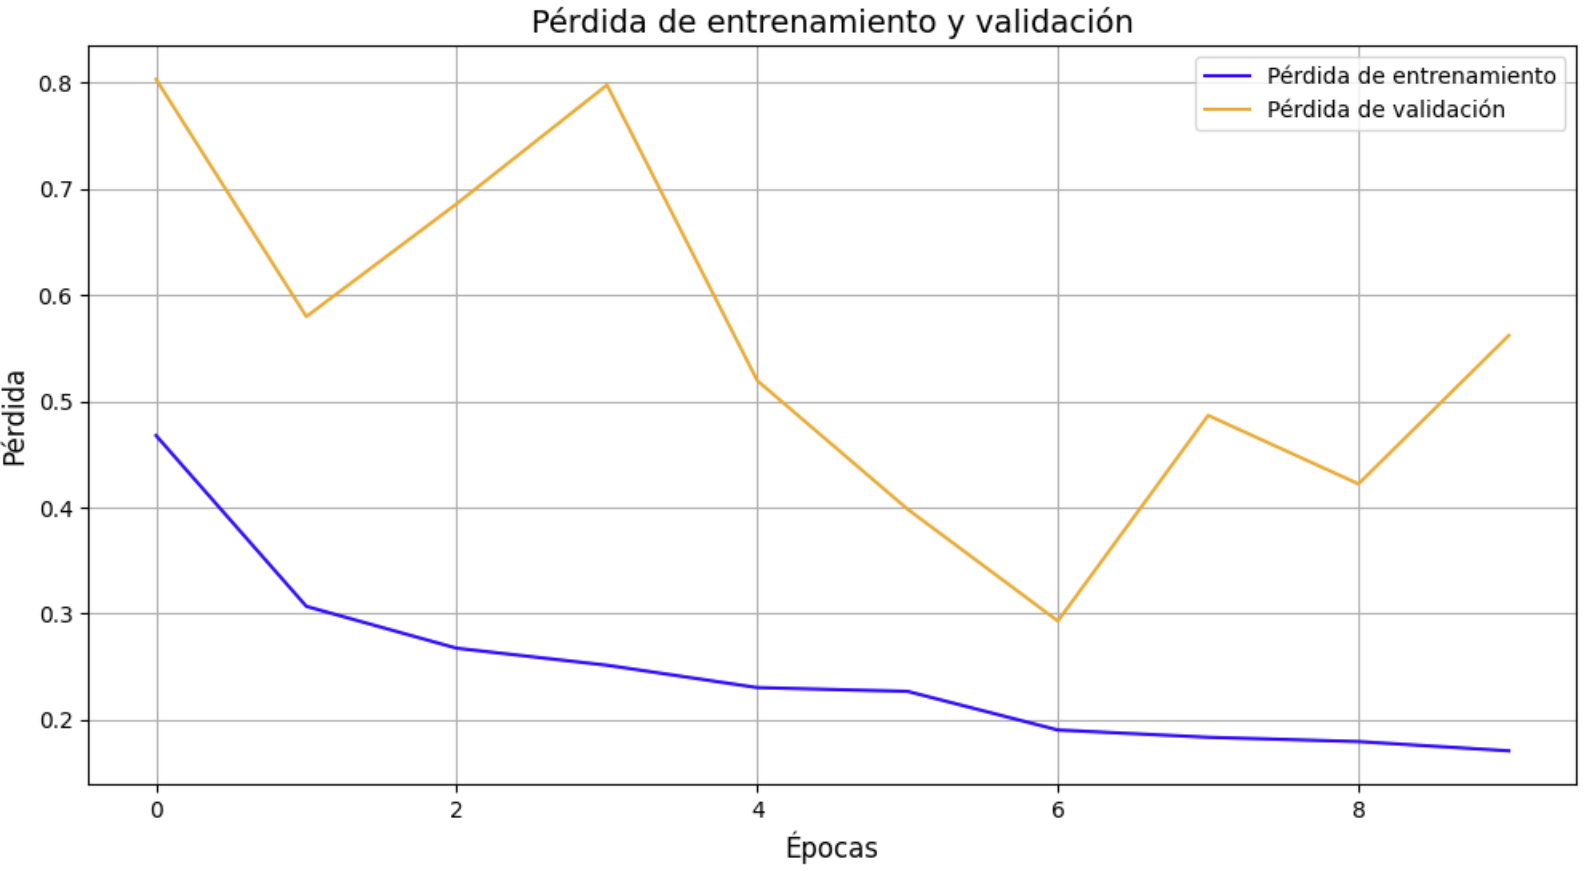 Pérdida de entrenamiento y validación
Pérdida de entrenamiento
Pérdida de validación
0.8
0.7
0.6
0.5
0.4
0.3
0.2
Pérdida
0 2 4 6 8
Épocas